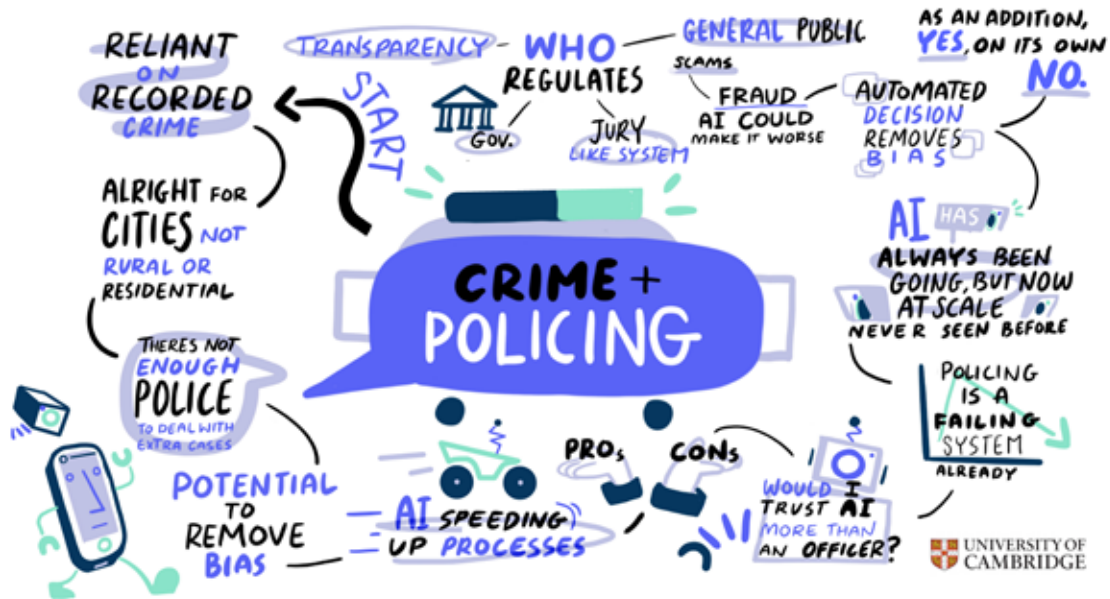 CRIME +
POLICING
START
RELIANT
ON
RECORDED
CRIME
ALRIGHT FOR
CITIES NOT
RURAL OR
RESIDENTIAL
THERES NOT
ENOUGH
POLICE
TO DEAL WITH
EXTRA CASES
POTENTIAL
TO
REMOVE
BIAS
AI SPEEDING
UP PROCESSES
PROs
CONs
WOULD I
TRUST AI
MORE THAN
AN OFFICER?
POLICING
IS A
FAILING
SYSTEM
ALREADY
AI HAS
ALWAYS BEEN
GOING, BUT NOW
AT SCALE
NEVER SEEN BEFORE
AS AN ADDITION,
YES, ON ITS OWN
NO.
AUTOMATED
DECISION
REMOVES
BIAS
SCAMS
FRAUD
AI COULD
MAKE IT WORSE
GENERAL PUBLIC
WHO
REGULATES
TRANSPARENCY
GOV.
JURY
LIKE SYSTEM
UNIVERSITY OF
CAMBRIDGE